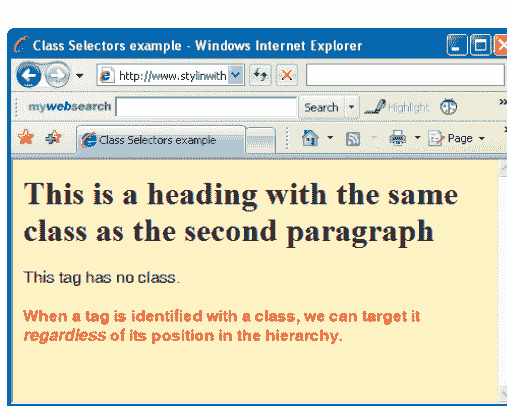 Class Selectors example - Windows Internet Explorer
http://www.stylinwith
mywebsearch Search Highlight »
Class Selectors example Page
This is a heading with the same
class as the second paragraph
This tag has no class.
When a tag is identified with a class, we can target it
regardless of its position in the hierarchy.